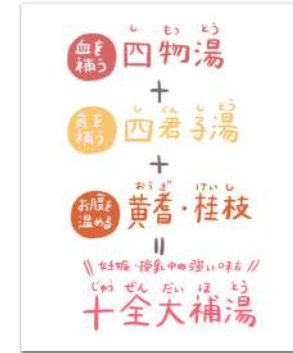 しもつとう
血を
補う
四物湯
+
しくんしとう
気を
補う
四君子湯
+
おうぎ けいし
お腹を
温める
黄耆・桂枝
=
\\ 妊娠・授乳中の強い味方 //
じゅうぜんだいほとう
十全大補湯